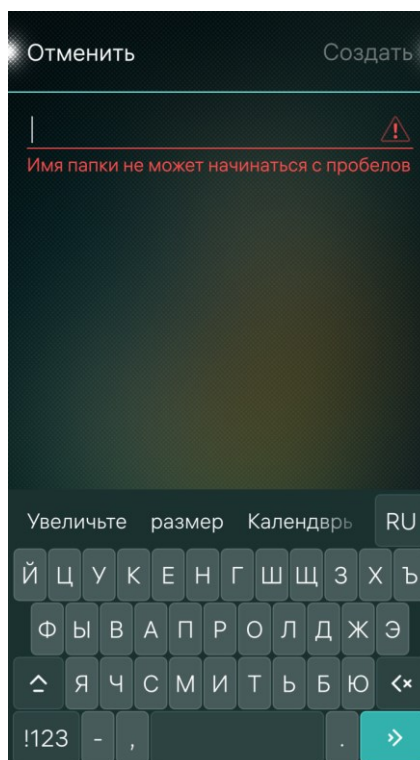 Отменить Создать
Имя папки не может начинаться с пробелов
Увеличьте размер Календврь RU
Й Ц У К Е Н Г Ш Щ З Х Ъ
Ф Ы В А П Р О Л Д Ж Э
Я Ч С М И Т Ь Б Ю
!123 - , .